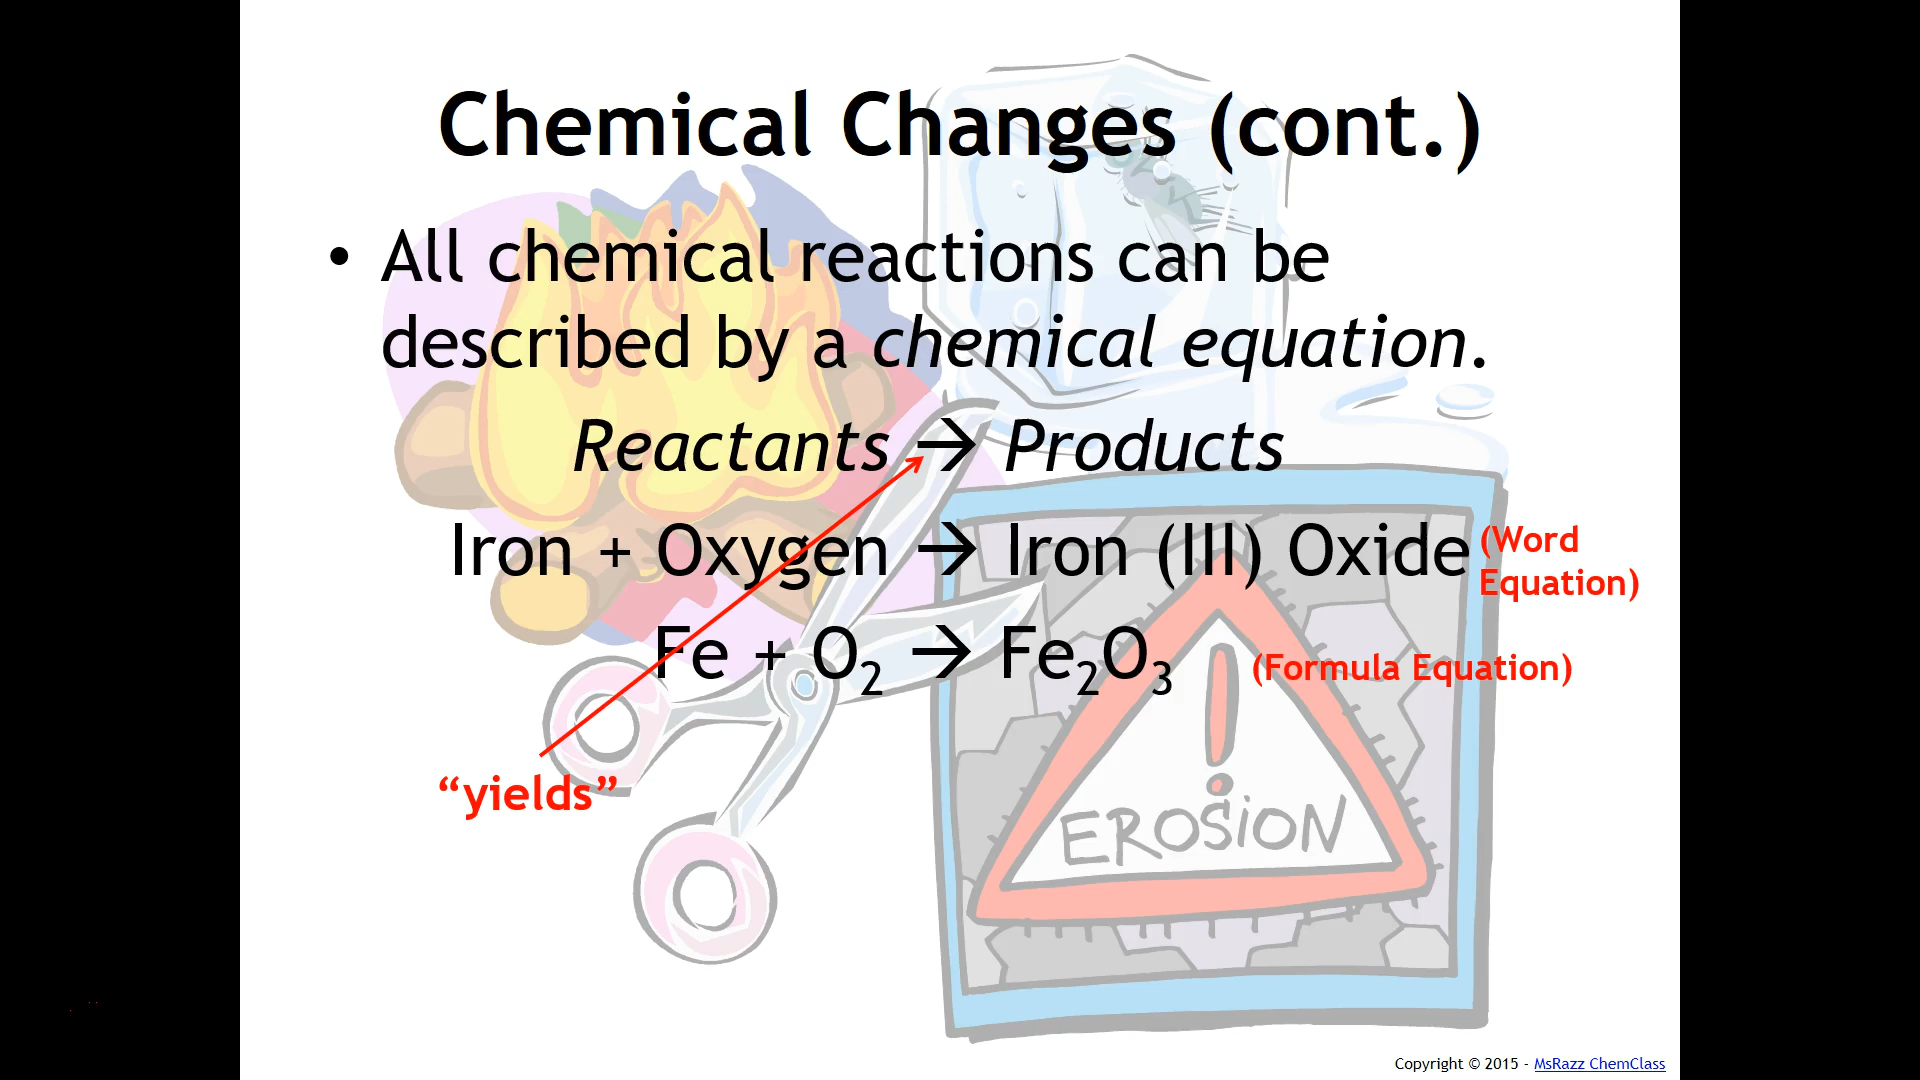 Chemical Changes (cont.)
• All chemical reactions can be
described by a chemical equation.
Reactants → Products
Iron + Oxygen → Iron (III) Oxide
(Word
Equation)
Fe + O₂ → Fe₂O₃ (Formula Equation)
“yields”
EROSiON
Copyright © 2015 - MsRazz ChemClass